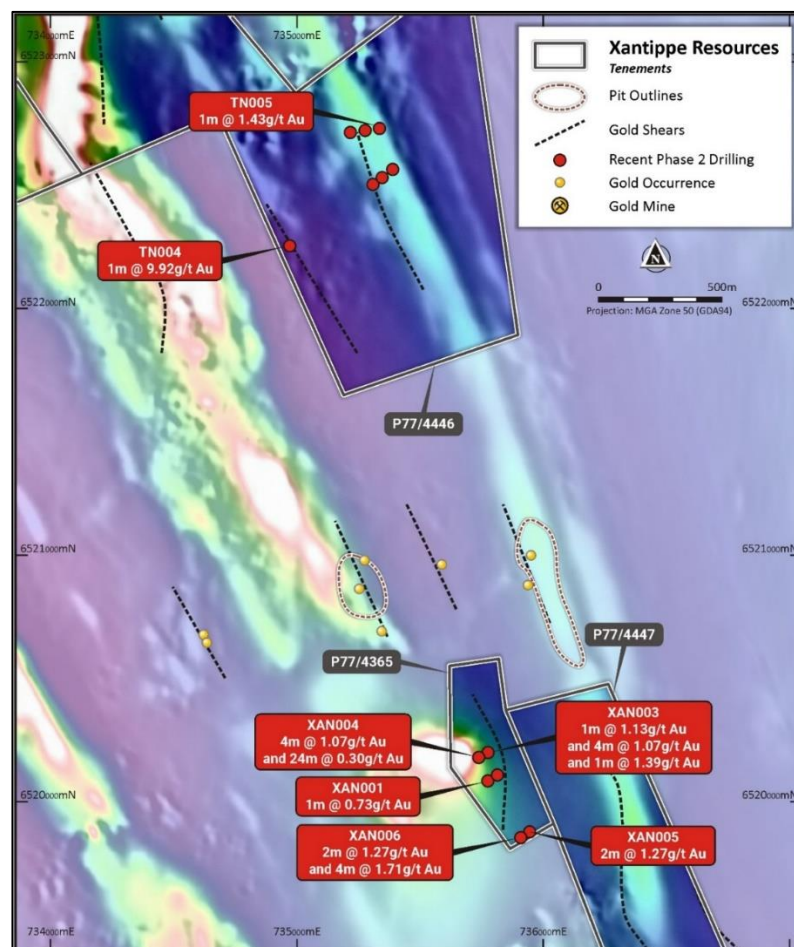 734000mE
735000mE
6523000mN
Xantippe Resources
Tenements
Pit Outlines
Gold Shears
Recent Phase 2 Drilling
Gold Occurrence
Gold Mine
N
0 500m
Projection: MGA Zone 50 (GDA94)
TN005
1m @ 1.43g/t Au
TN004
1m @ 9.92g/t Au
6522000mN
6522000mN
P77/4446
6521000mN
6521000mN
P77/4365
P77/4447
XAN004
4m @ 1.07g/t Au
and 24m @ 0.30g/t Au
XAN003
1m @ 1.13g/t Au
and 4m @ 1.07g/t Au
and 1m @ 1.39g/t Au
XAN001
1m @ 0.73g/t Au
6520000mN
6520000mN
XAN006
2m @ 1.27g/t Au
and 4m @ 1.71g/t Au
XAN005
2m @ 1.27g/t Au
734000mE
735000mE
736000mE